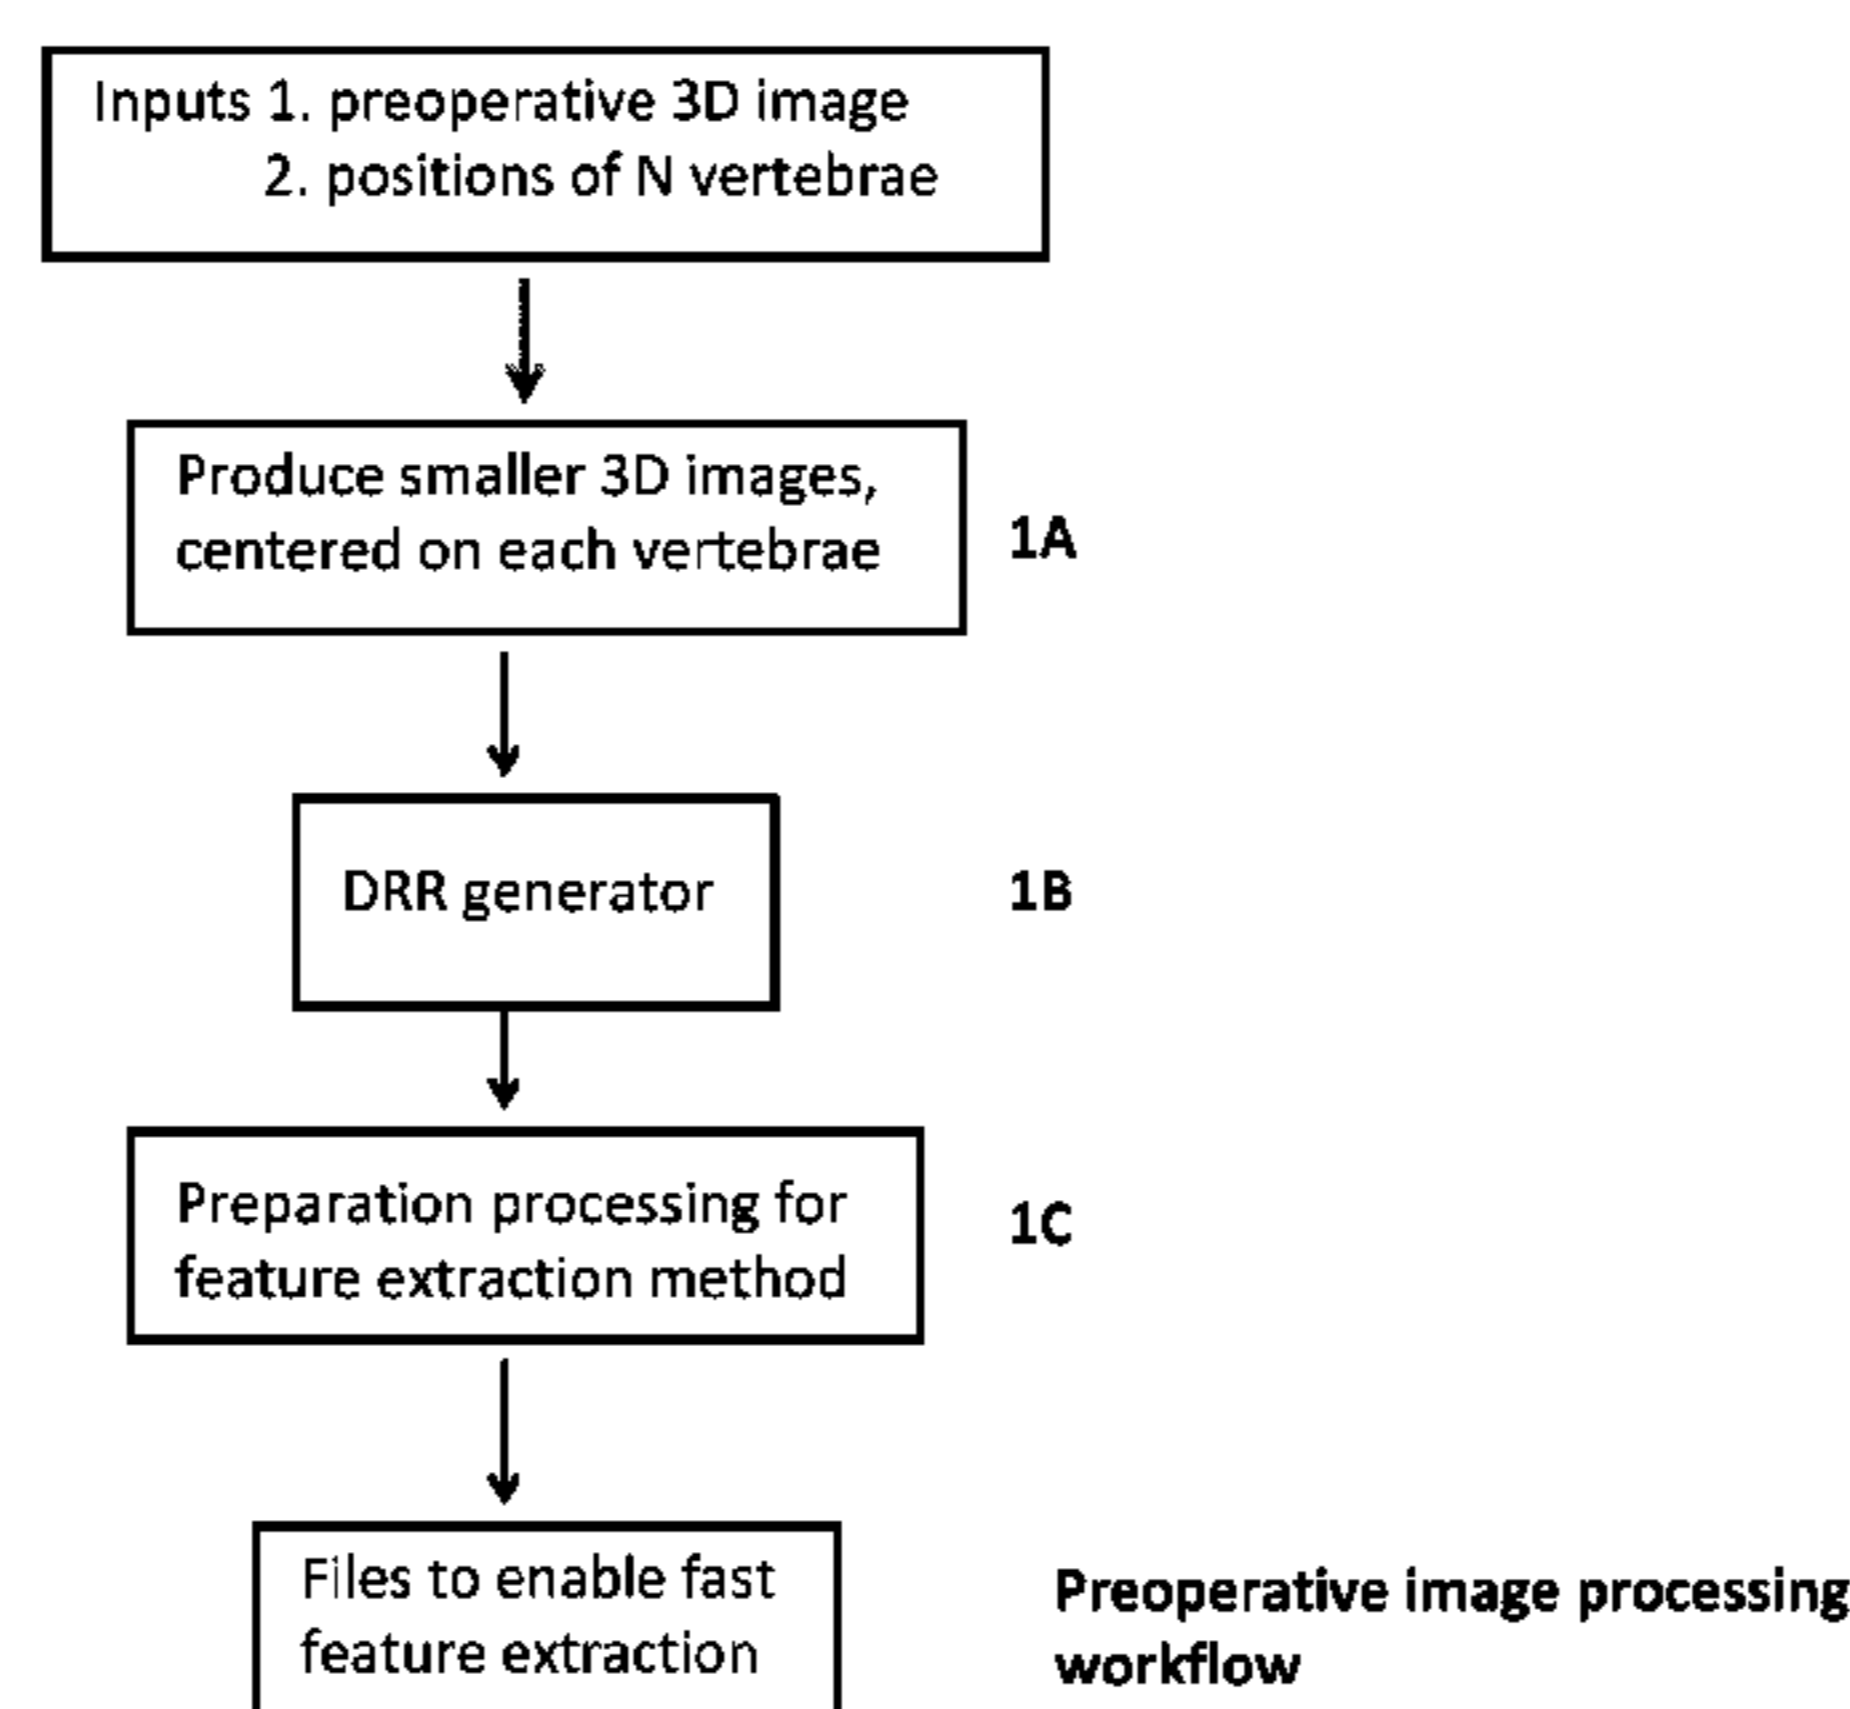 Inputs 1. preoperative 3D image
2. positions of N vertebrae
Produce smaller 3D images,
centered on each vertebrae
1A
DRR generator
1B
Preparation processing for
feature extraction method
1C
Files to enable fast
feature extraction
Preoperative image processing
workflow